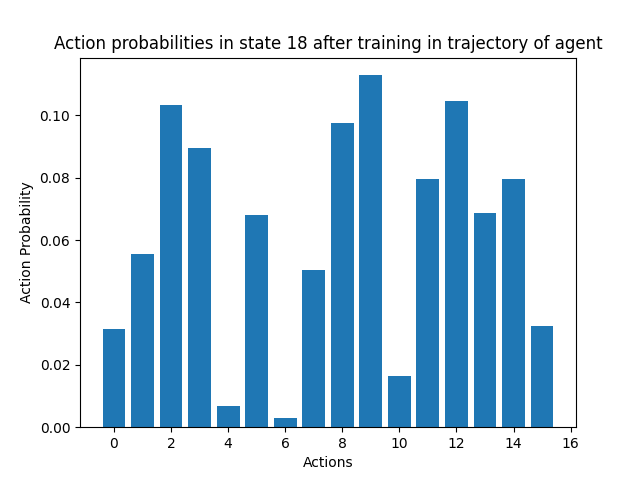 Action probabilities in state 18 after training in trajectory of agent
0.10
0.08
0.06
0.04
0.02
0.00
Action Probability
0 2 4 6 8 10 12 14 16
Actions